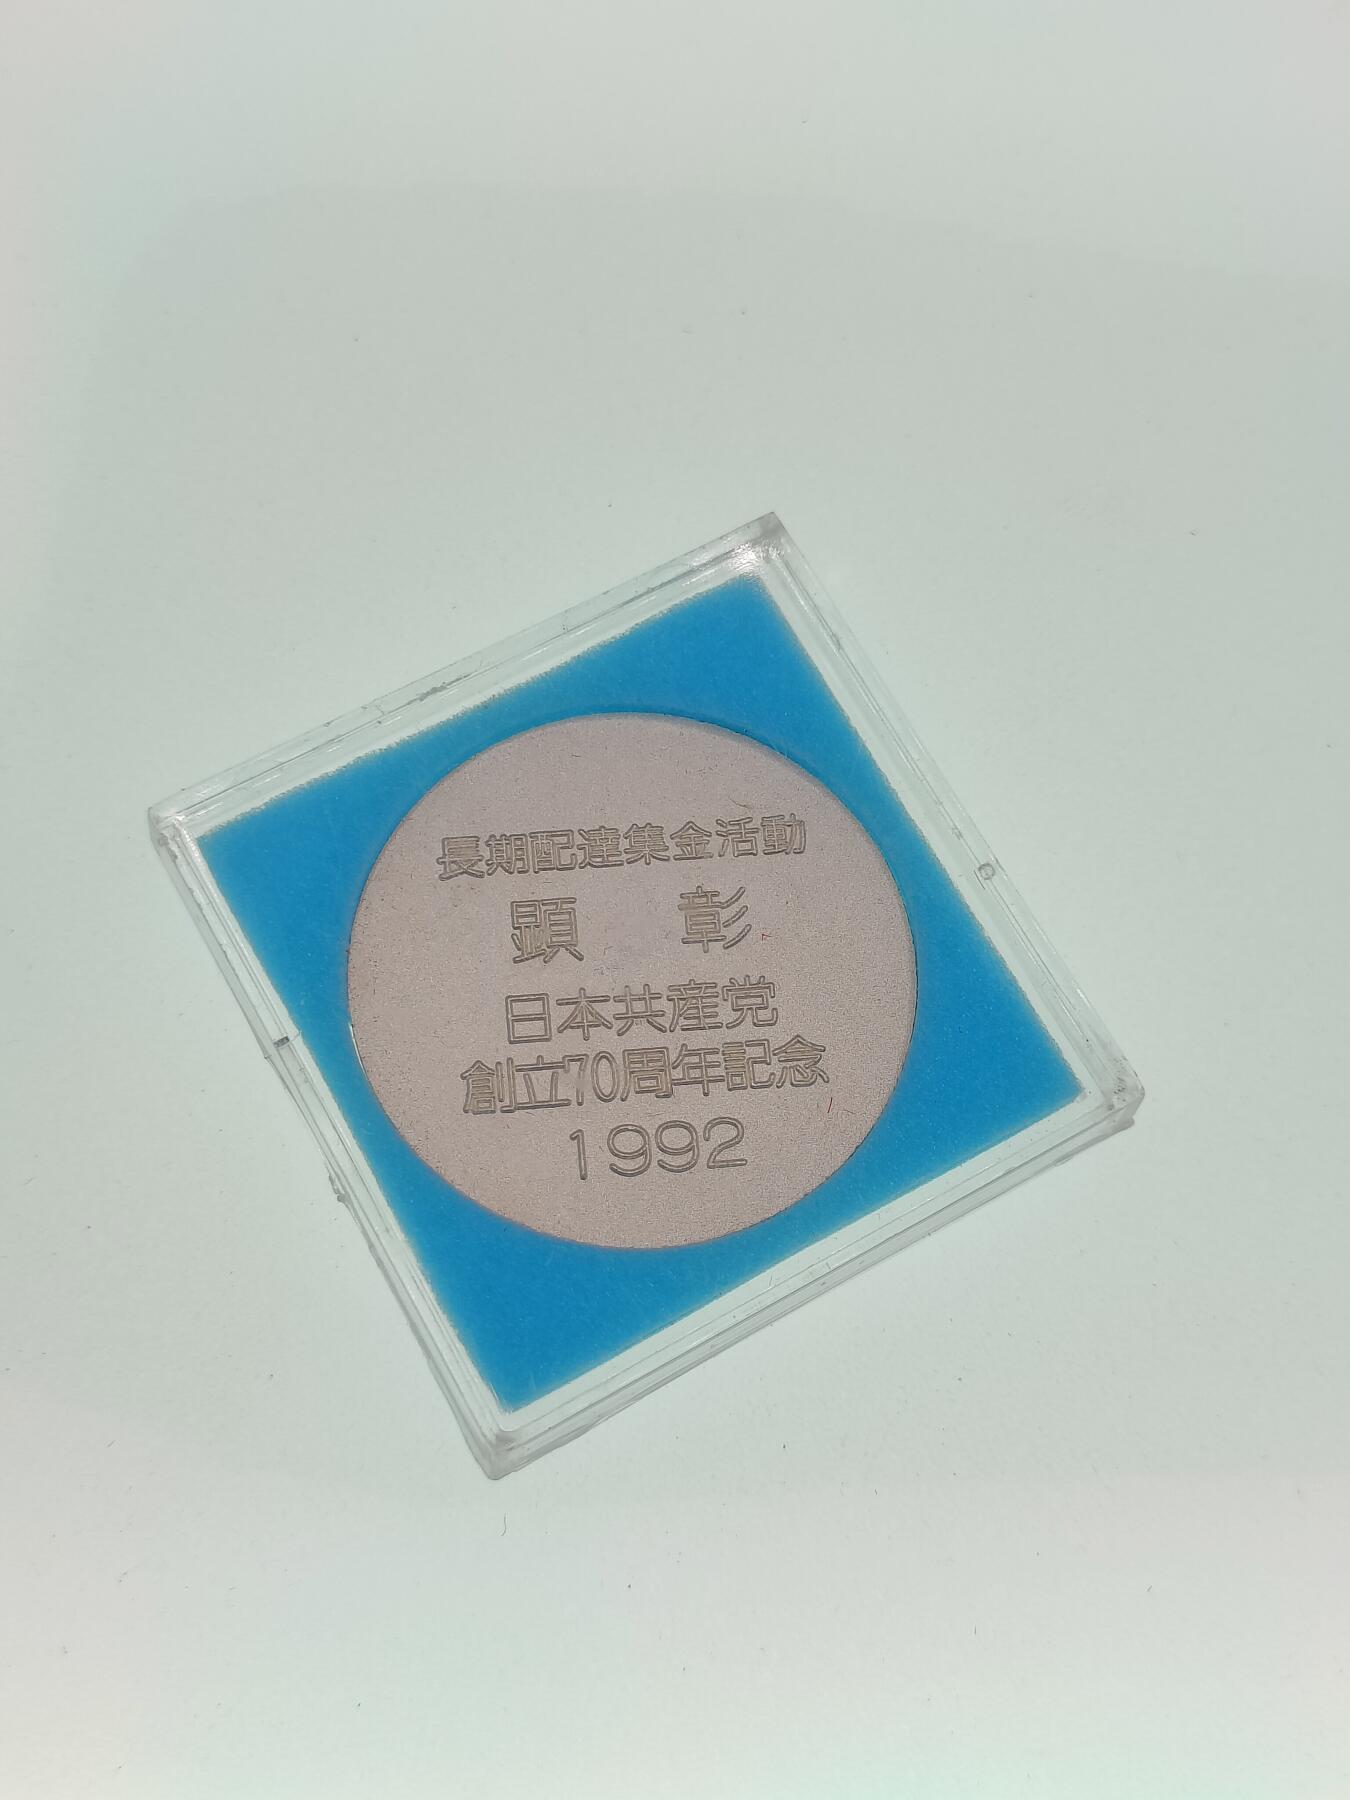 長期配達集金活動
顕 彰
日本共産党
創立70周年記念
1992